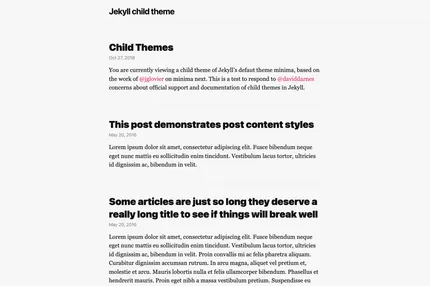 Jekyll child theme
Child Themes
Oct 27, 2018
You are currently viewing a child theme of Jekyll's defaut theme minima, based on
the work of @jglovier on minima next. This is a test to respond to @daviddarnes
concerns about official support and documentation of child themes in Jekyll.
This post demonstrates post content styles
May 20, 2016
Lorem ipsum dolor sit amet, consectetur adipiscing elit. Fusce bibendum neque
eget nunc mattis eu sollicitudin enim tincidunt. Vestibulum lacus tortor, ultricies
id dignissim ac, bibendum in velit.
Some articles are just so long they deserve a
really long title to see if things will break well
May 20, 2016
Lorem ipsum dolor sit amet, consectetur adipiscing elit. Fusce bibendum neque
eget nunc mattis eu sollicitudin enim tincidunt. Vestibulum lacus tortor, ultricies
id dignissim ac, bibendum in velit. Proin convallis mi ac felis pharetra aliquam.
Curabitur dignissim accumsan rutrum. In arcu magna, aliquet vel pretium et,
molestie et arcu. Mauris lobortis nulla et felis ullamcorper bibendum. Phasellus et
hendrerit mauris. Proin eget nibh a massa vestibulum pretium. Suspendisse eu